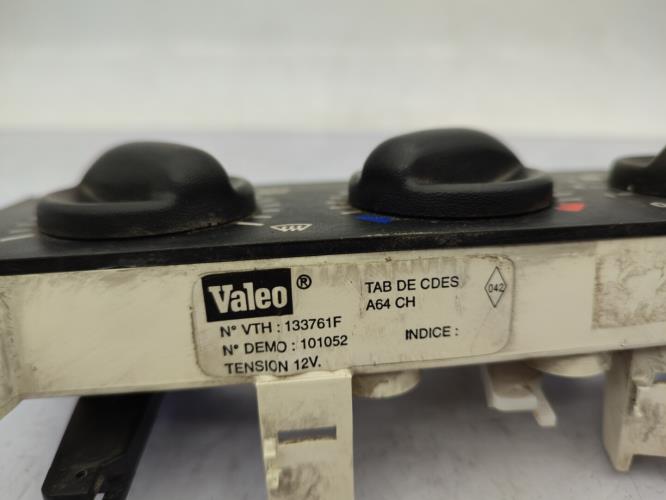 Valeo ®
TAB DE CDES
A64 CH
042
N° VTH : 133761F
N° DEMO : 101052
INDICE :
TENSION 12V.